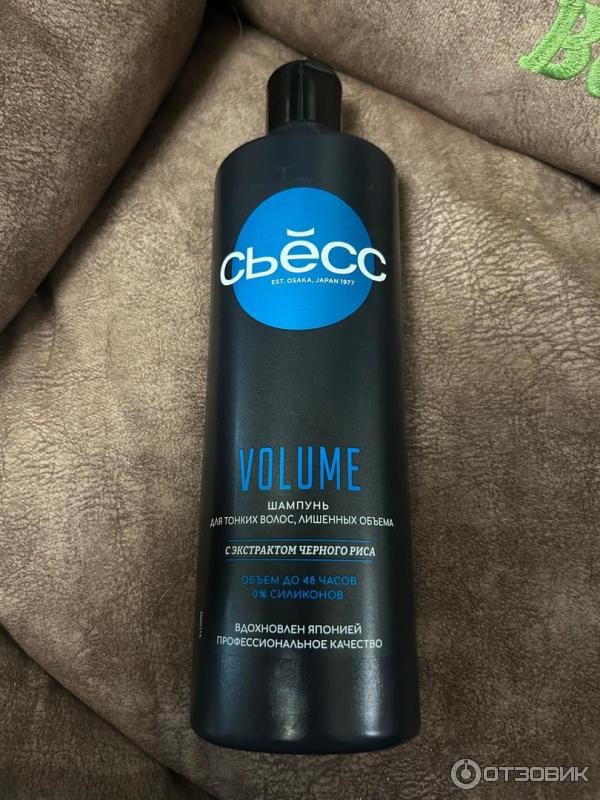 СЬĒСС
EST. OSAKA, JAPAN 1977
VOLUME
ШАМПУНЬ
ДЛЯ ТОНКИХ ВОЛОС, ЛИШЕННЫХ ОБЪЕМА
С ЭКСТРАКТОМ ЧЕРНОГО РИСА
ОБЪЕМ ДО 48 ЧАСОВ
0% СИЛИКОНОВ
ВДОХНОВЛЕН ЯПОНИЕЙ
ПРОФЕССИОНАЛЬНОЕ КАЧЕСТВО
ОТЗОВИК